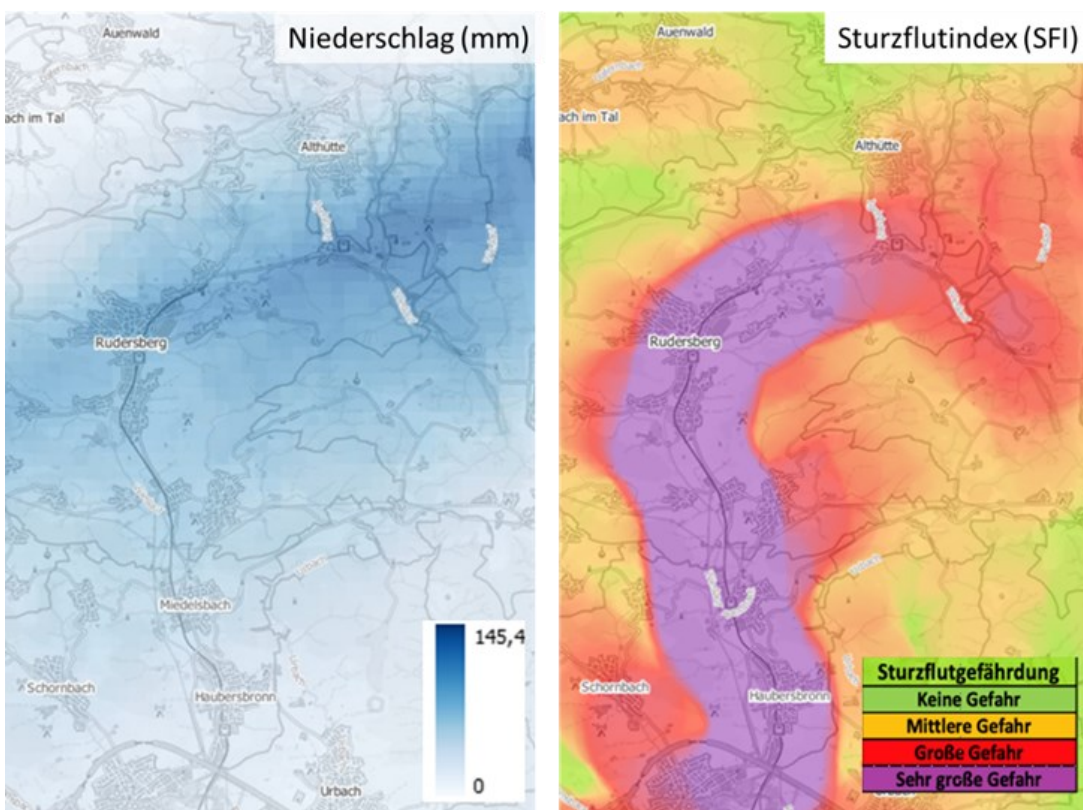 Niederschlag (mm)
Auenwald
ach im Tal
Althütte
Rudersberg
Miedelsbach
Schornbach
Haubersbronn
Urbach
145,4
0
Sturzflutindex (SFI)
Auenwald
ach im Tal
Althütte
Rudersberg
Schornbach
Haubersbronn
Sturzflutgefährdung
Keine Gefahr
Mittlere Gefahr
Große Gefahr
Sehr große Gefahr